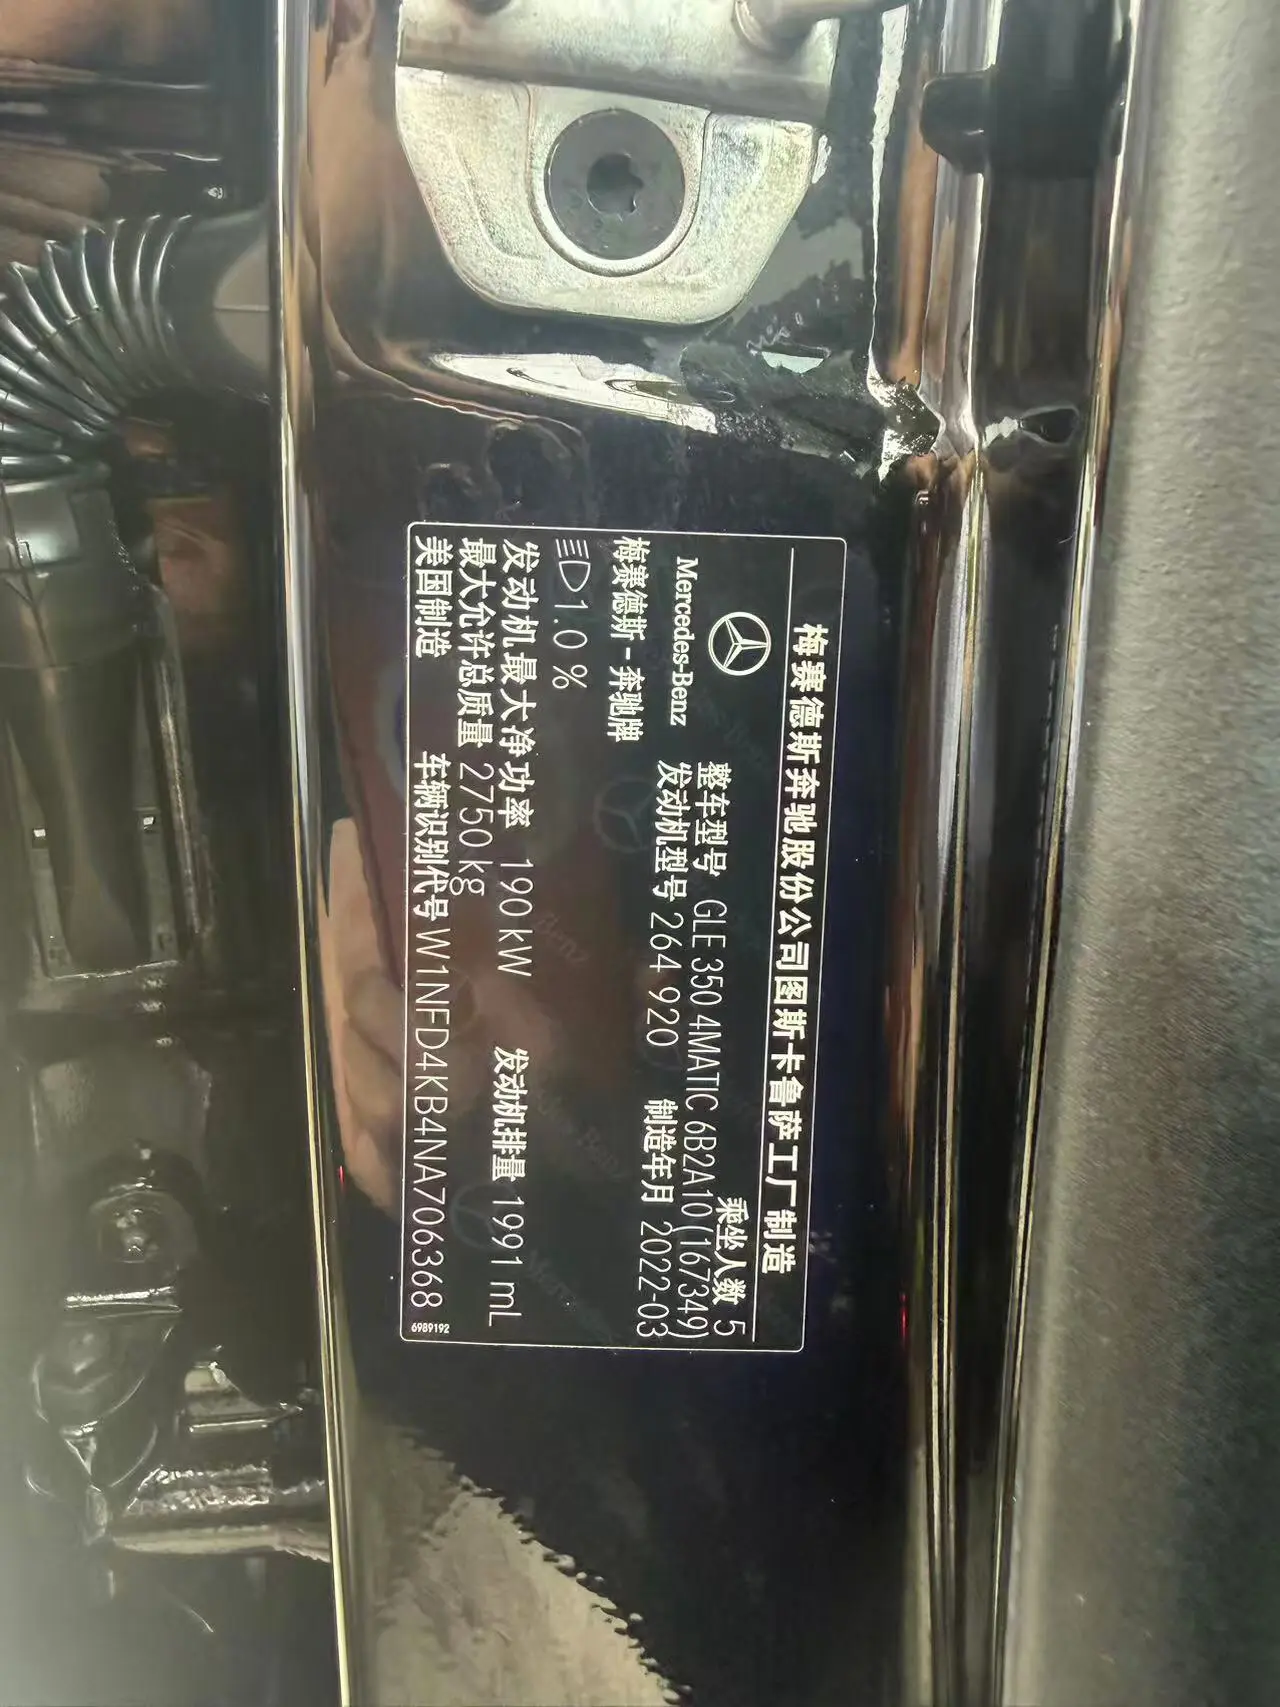 梅赛德斯奔驰股份公司图斯卡鲁萨工厂制造
乘坐人数 5
整车型号 GLE 350 4MATIC 6B2A10(167349)
Mercedes-Benz
发动机型号 264 920 制造年月 2022-03
梅赛德斯-奔驰牌
1.0 %
发动机最大净功率 190 kW 发动机排量 1991 mL
最大允许总质量 2750 kg
美国制造 车辆识别代号 W1NFD4KB4NA706368
6989192